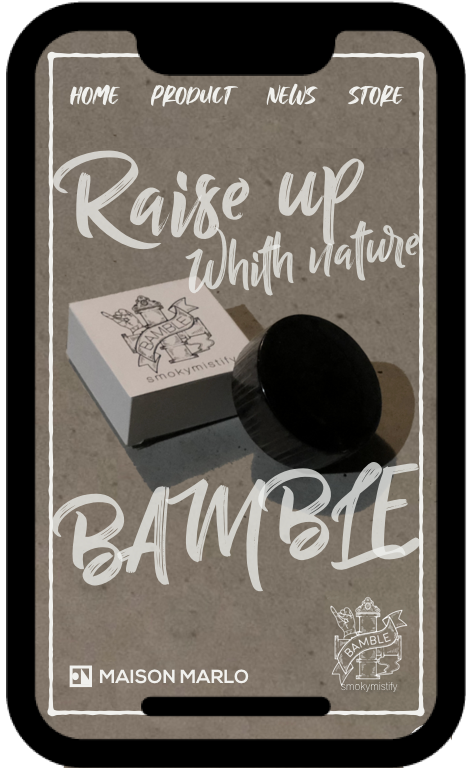 HOME PRODUCT NEWS STORE
Raise up
Whith nature
BAMBLE
smokymistify
BAMBLE
BAMBLE
smokymistify
MAISON MARLO